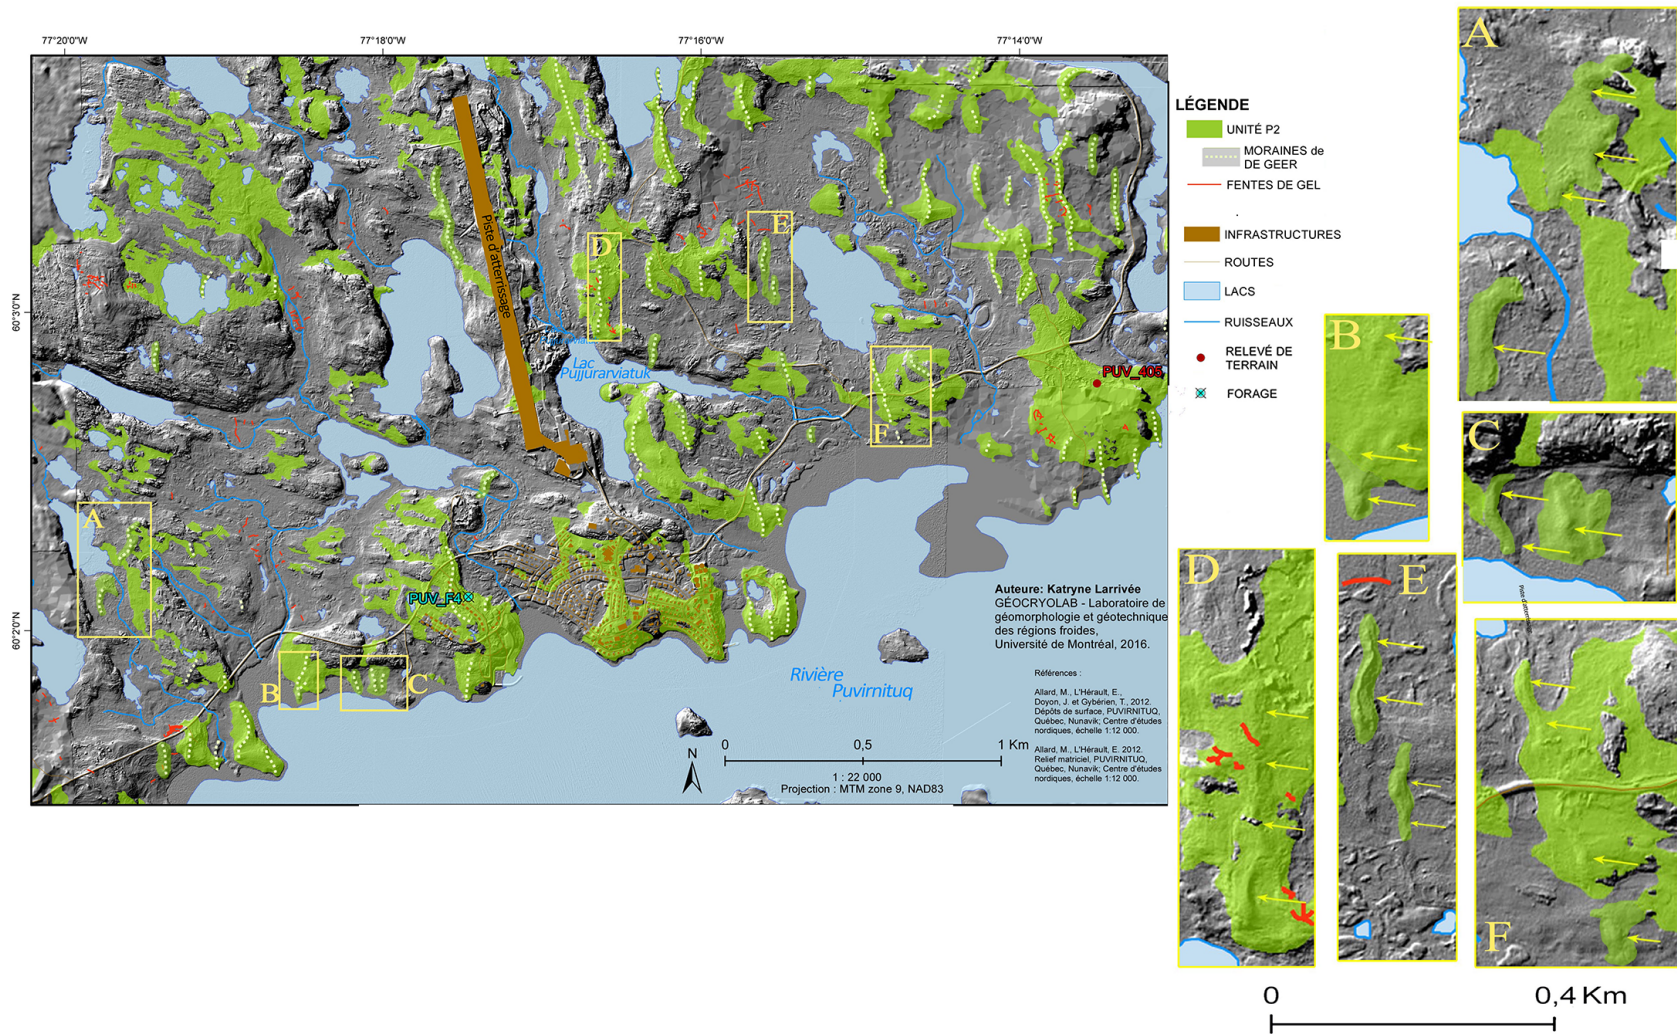 77°20'0"W
77°18'0"W
77°16'0"W
77°14'0"W
60°3'0"N
60°2'0"N
Piste d'atterrissage
D
E
Lac
Pujjurarviatuk
PUV_405
F
A
PUV_F4
B
C
Rivière
Puvirnituq
Auteure: Katryne Larrivée
GÉOCRYOLAB - Laboratoire de
géomorphologie et géotechnique
des régions froides,
Université de Montréal, 2016.
Références :
Allard, M., L'Hérault, E.,
Doyon, J. et Gybérien, T., 2012.
Dépôts de surface, PUVIRNITUQ,
Québec, Nunavik; Centre d'études
nordiques, échelle 1:12 000.
Allard, M., L'Hérault, E. 2012.
Relief matriciel, PUVIRNITUQ,
Québec, Nunavik; Centre d'études
nordiques, échelle 1:12 000.
N
0 0,5 1 Km
1 : 22 000
Projection : MTM zone 9, NAD83
LÉGENDE
UNITÉ P2
MORAINES de
DE GEER
FENTES DE GEL
INFRASTRUCTURES
ROUTES
LACS
RUISSEAUX
RELEVÉ DE
TERRAIN
FORAGE
A
B
C
D
E
Piste d'atterrissage
F
0 0,4 Km